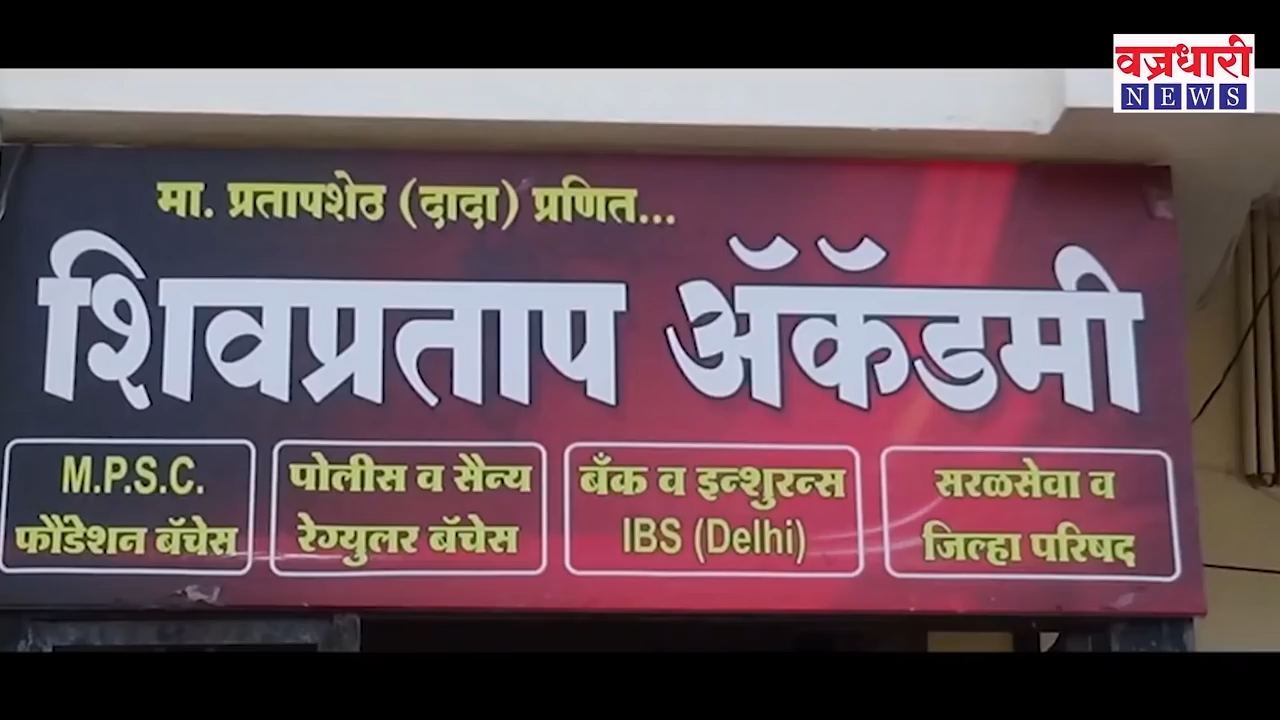 वज्रधारी
NEWS
मा. प्रतापशेठ (दादा) प्रणित...
शिवप्रताप ॲकॅडमी
M.P.S.C.
फौंडेशन बॅचेस
पोलीस व सैन्य
रेग्युलर बॅचेस
बँक व इन्शुरन्स
IBS (Delhi)
सरळसेवा व
जिल्हा परिषद